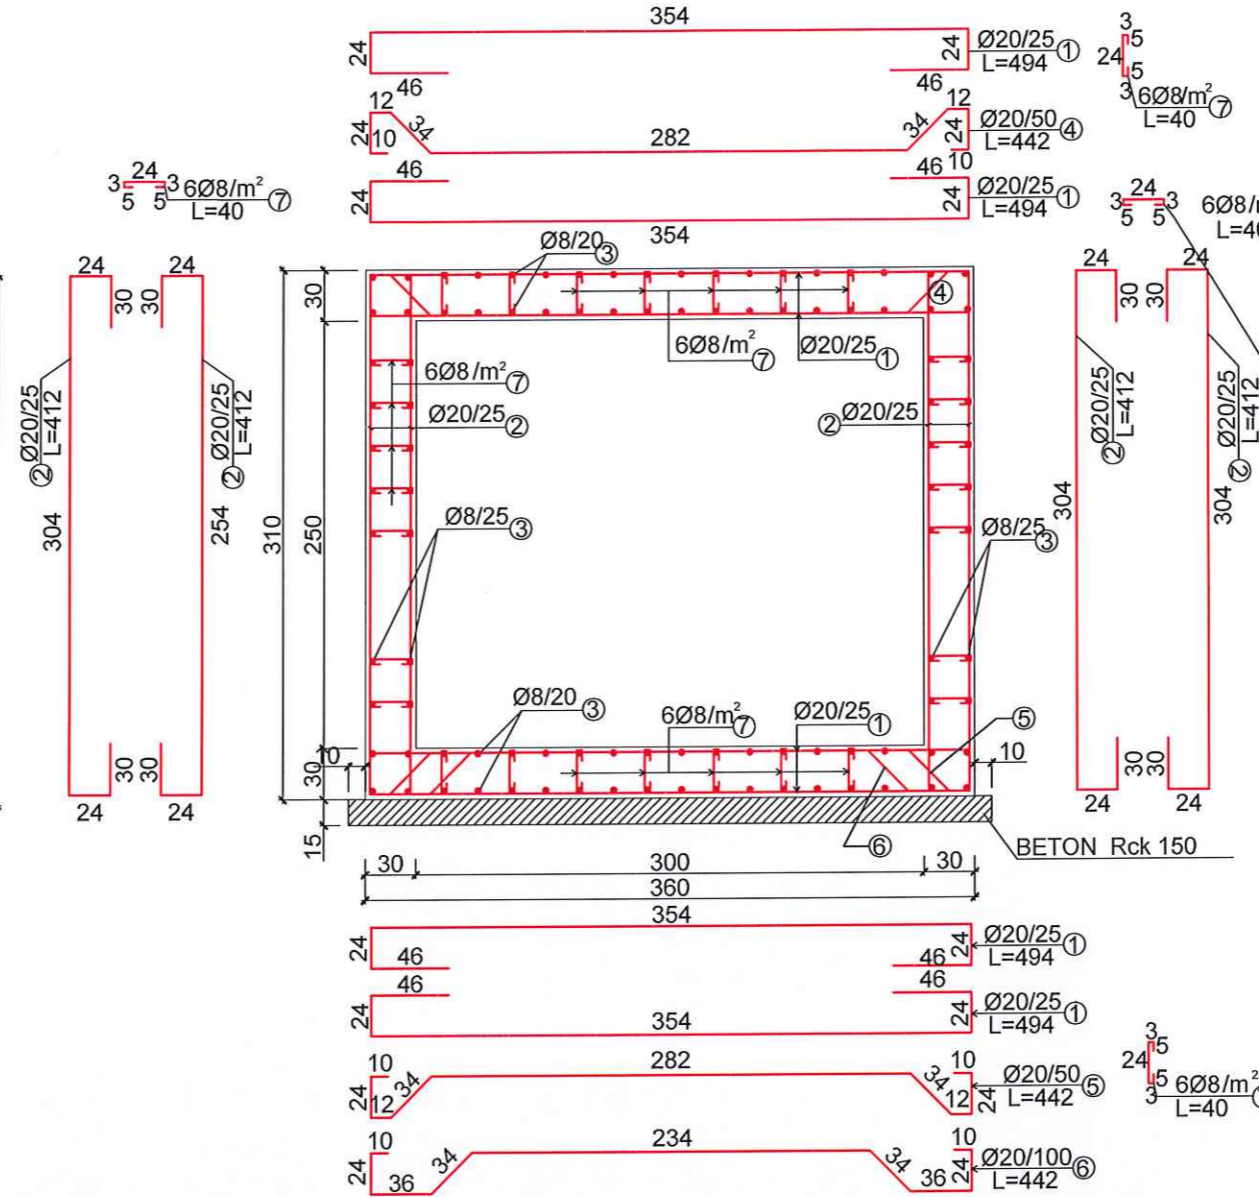 354
24
24
Ø20/25 ①
L=494
46
46
3
5
24
5
3
6Ø8/m² ⑦
L=40
12
12
24
10
34
282
34
24
Ø20/50 ④
L=442
10
46
46
24
24
Ø20/25 ①
L=494
354
24
3 3
5 5
6Ø8/m² ⑦
L=40
24
3 3
5 5
6Ø8/
L=40
24 24
30 30
Ø20/25 ②
L=412
Ø20/25 ②
L=412
304
254
30 30
24 24
310
30
250
30
15
10
Ø8/20 ③
④
6Ø8/m² ⑦
Ø20/25 ①
6Ø8/m² ⑦
Ø20/25 ②
② Ø20/25
Ø8/25 ③
Ø8/25 ③
Ø8/20 ③
6Ø8/m² ⑦
Ø20/25 ①
⑤
10
⑥
BETON Rck 150
24 24
30 30
Ø20/25 ②
L=412
Ø20/25 ②
L=412
304
304
30 30
24 24
30 300 30
360
354
24
24
Ø20/25 ①
L=494
46
46
46
46
24
24
Ø20/25 ①
L=494
354
10
282
10
24
12
34
34
12
24
Ø20/50 ⑤
L=442
3
5
24
5
3
6Ø8/m²
L=40
10
234
10
24
36
34
34
36
24
Ø20/100 ⑥
L=442